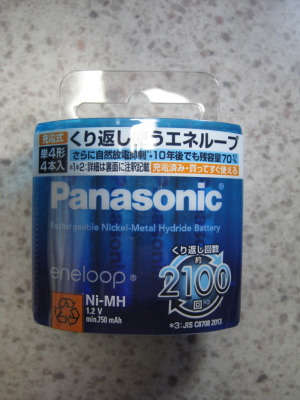 充電式
単4形
4本入
くり返し使うエネループ
さらに自然放電抑制*1・10年後でも残容量70%*2
*1*2:詳細は裏面に注釈記載
充電済み・買ってすぐ使える
Panasonic
Rechargeable Nickel-Metal Hydride Battery
eneloop®
くり返し回数
約
2100
回*3
Ni-MH
1.2 V
min.750 mAh
*3:JIS C8708 2013